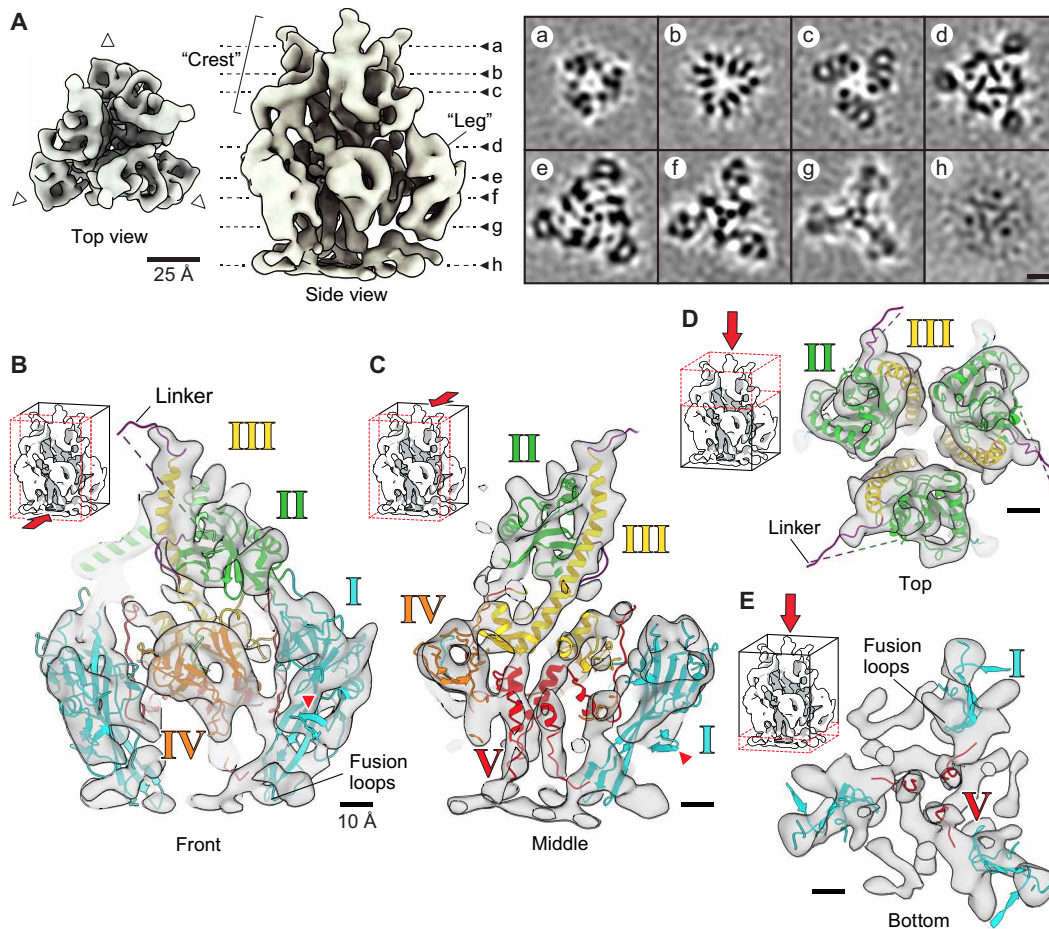 A
"Crest"
"Leg"
a
b
c
d
e
f
g
h
Top view
25 Å
Side view
a
b
c
d
e
f
g
h
B
Linker
III
II
I
IV
Fusion
loops
10 Å
Front
C
II
III
IV
V
I
Middle
D
II
III
Linker
Top
E
Fusion
loops
I
V
Bottom